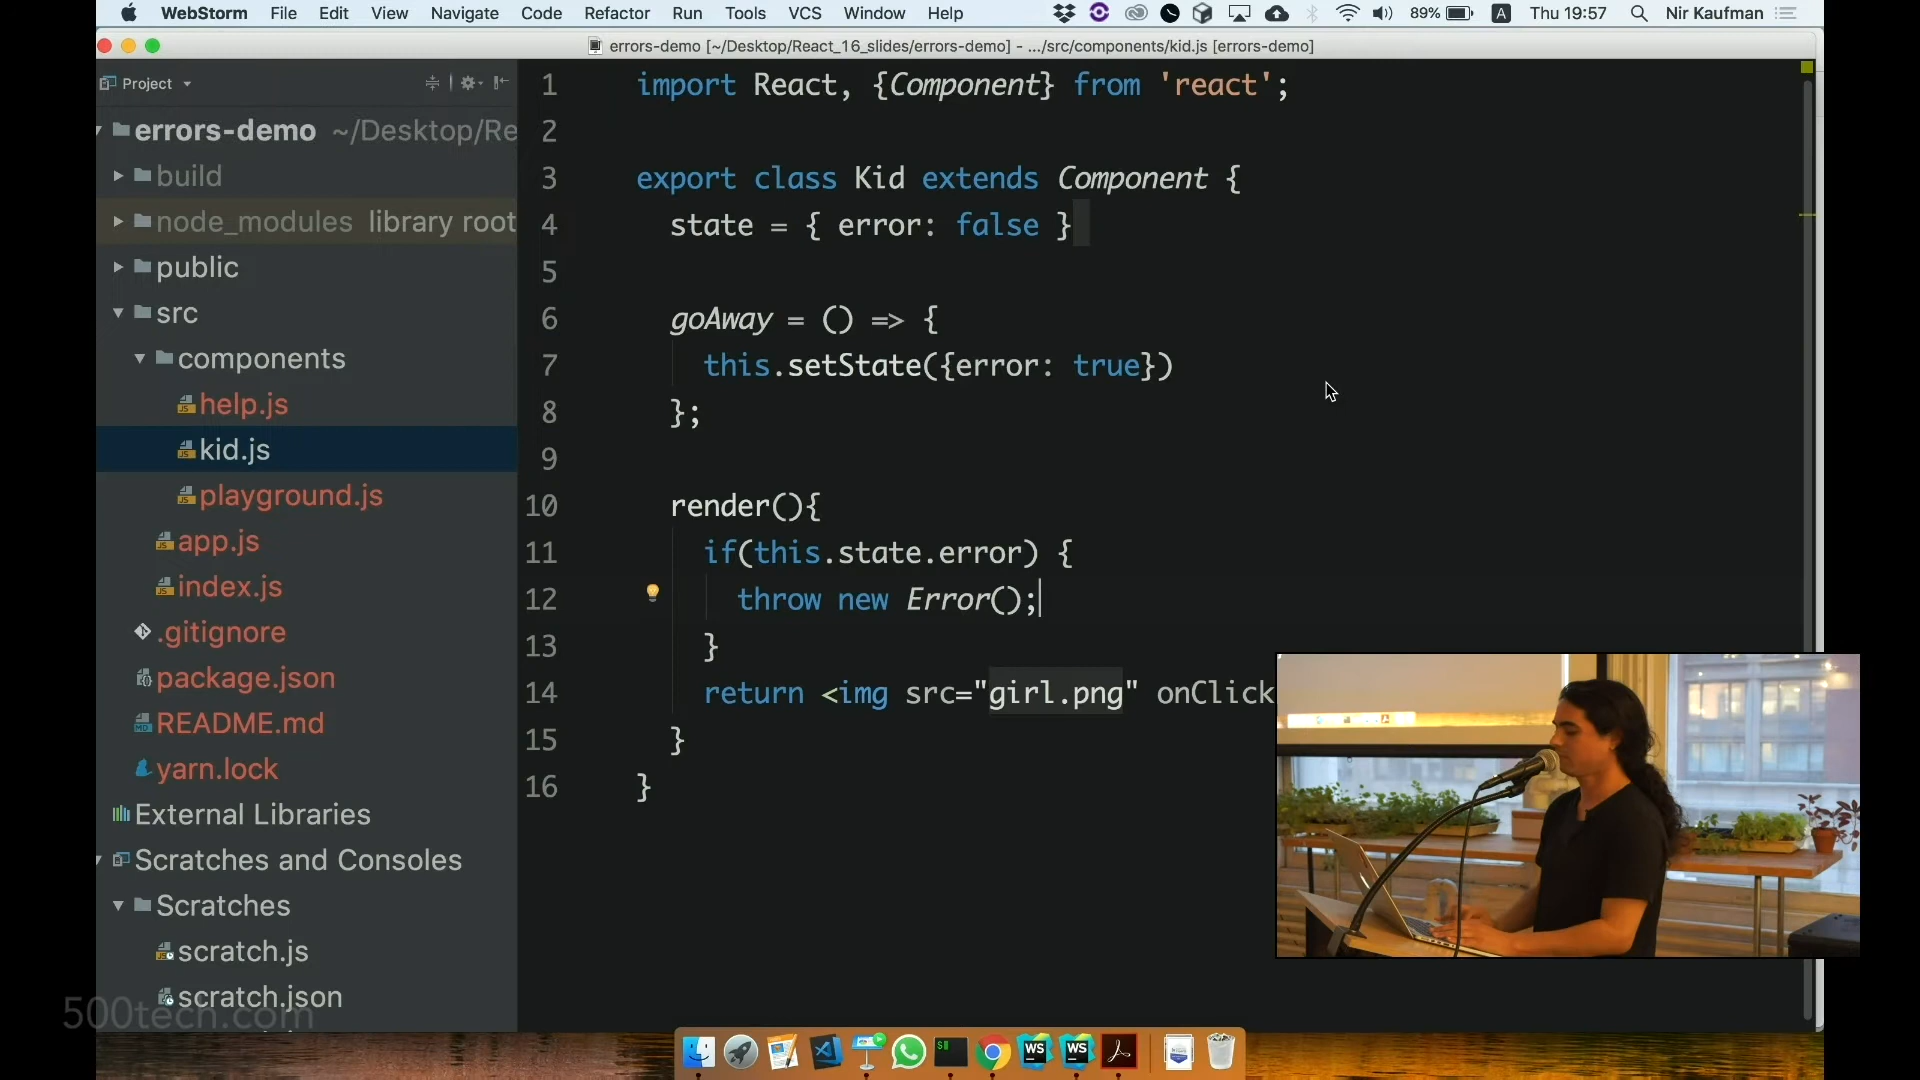 WebStorm File Edit View Navigate Code Refactor Run Tools VCS Window Help 89% A Thu 19:57 Nir Kaufman
errors-demo [~/Desktop/React_16_slides/errors-demo] - .../src/components/kid.js [errors-demo]
Project
errors-demo ~/Desktop/Re
build
node_modules library root
public
src
components
help.js
kid.js
playground.js
app.js
index.js
.gitignore
package.json
README.md
yarn.lock
External Libraries
Scratches and Consoles
Scratches
scratch.js
scratch.json
500tech.com
1 import React, {Component} from 'react';
2
3 export class Kid extends Component {
4 state = { error: false }
5
6 goAway = () => {
7 this.setState({error: true})
8 };
9
10 render(){
11 if(this.state.error) {
12 throw new Error();
13 }
14 return <img src="girl.png" onClick
15 }
16 }
WS
WS